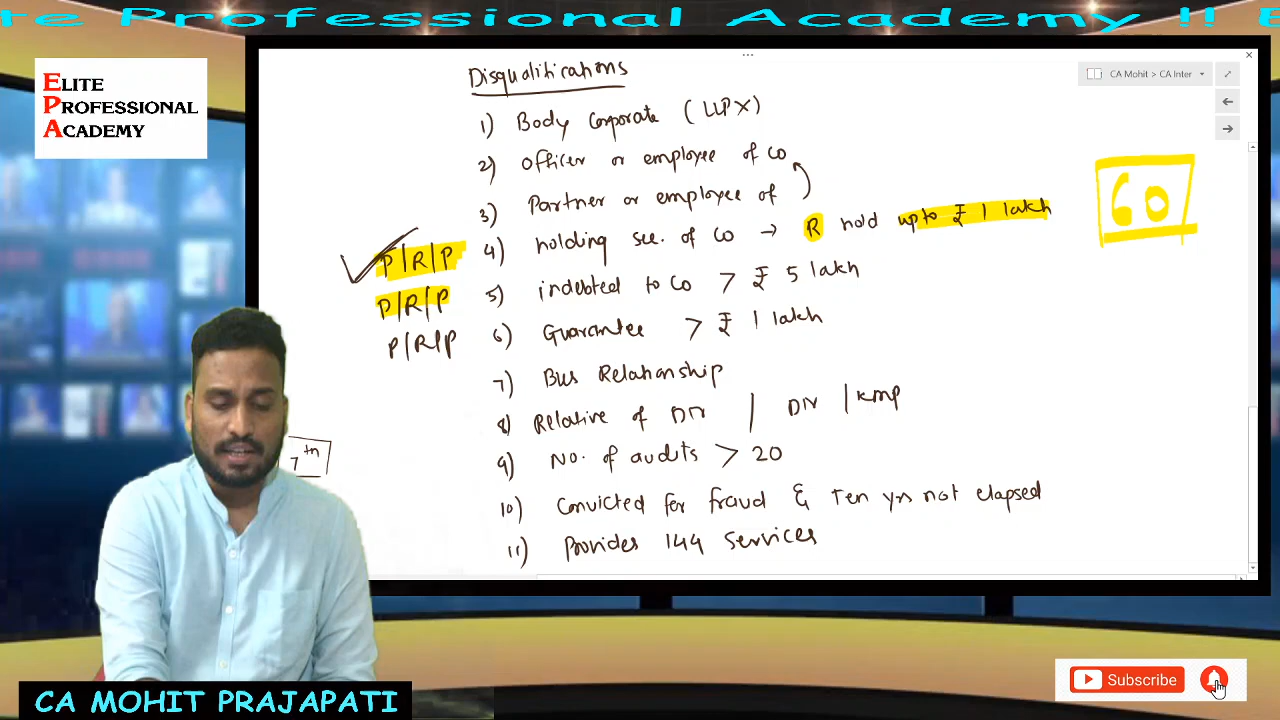 te Professional Academy !! E
ELITE
PROFESSIONAL
ACADEMY
CA Mohit > CA Inter
Disqualifications
1) Body Corporate (LLP X)
2) Officer or employee of Co
3) Partner or employee of
P/R/P 4) holding sec. of Co → R hold upto ₹ 1 lakh
60
P/R/P 5) indebted to Co > ₹ 5 lakh
P/R/P 6) Guarantee > ₹ 1 lakh
7) Bus Relationship
8) Relative of Dir | Dir | KMP
7th
9) No. of audits > 20
10) Convicted for fraud & Ten yrs not elapsed
11) Provides 144 services
Subscribe
CA MOHIT PRAJAPATI